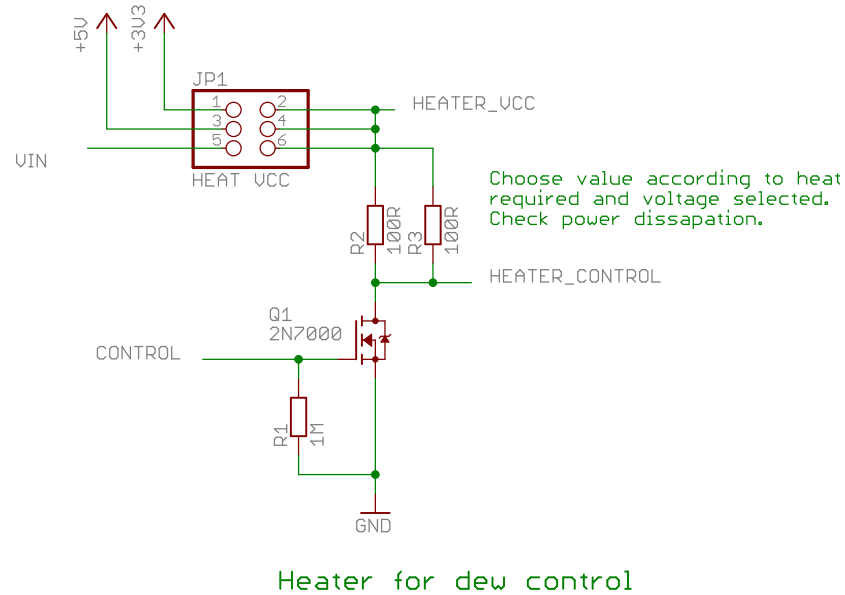 +5V
+3V3
JP1
1
2
HEATER_VCC
3
4
5
6
VIN
HEAT VCC
Choose value according to heat
required and voltage selected.
Check power dissapation.
R2
100R
R3
100R
HEATER_CONTROL
Q1
2N7000
CONTROL
R1
1M
GND
Heater for dew control